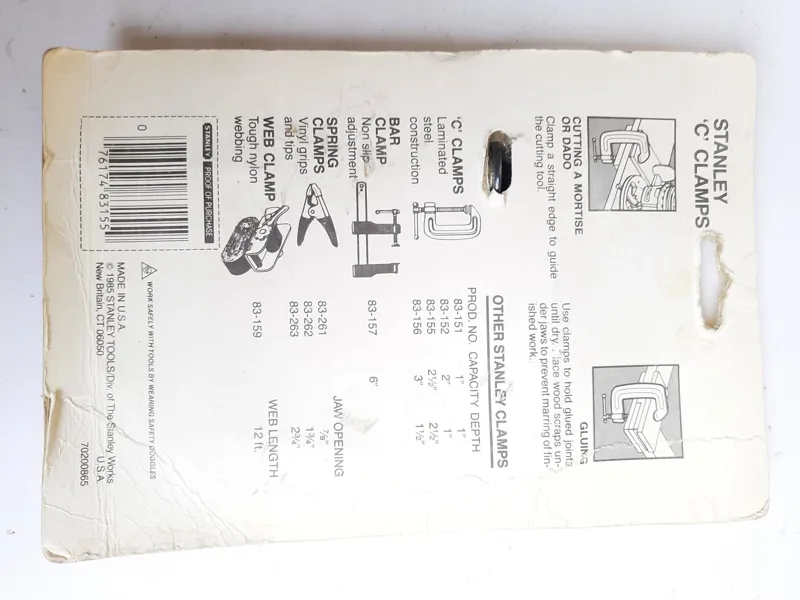 STANLEY
'C' CLAMPS
CUTTING A MORTISE
OR DADO
Clamp a straight edge to guide
the cutting tool.
GLUING
Use clamps to hold glued joints
until dry. wood scraps un-
der jaws to prevent marring of fin-
ished work.
OTHER STANLEY CLAMPS
PROD. NO. CAPACITY DEPTH
'C' CLAMPS
Laminated
steel
construction
83-151 1" 1"
83-152 2" 1"
83-155 2½" 2½"
83-156 3" 1½"
BAR
CLAMP
Non slip
adjustment
83-157 6"
JAW OPENING
SPRING
CLAMPS
Vinyl grips
and tips
83-261 ⅞"
83-262 1¾"
83-263 2¾"
WEB LENGTH
WEB CLAMP
Tough nylon
webbing
83-159 12 ft.
STANLEY PROOF OF PURCHASE
0 76174 83155
WORK SAFELY WITH TOOLS BY WEARING SAFETY GOGGLES
MADE IN U.S.A.
© 1985 STANLEY TOOLS/Div. of The Stanley Works
New Britain, CT 06050 U.S.A.
70200865